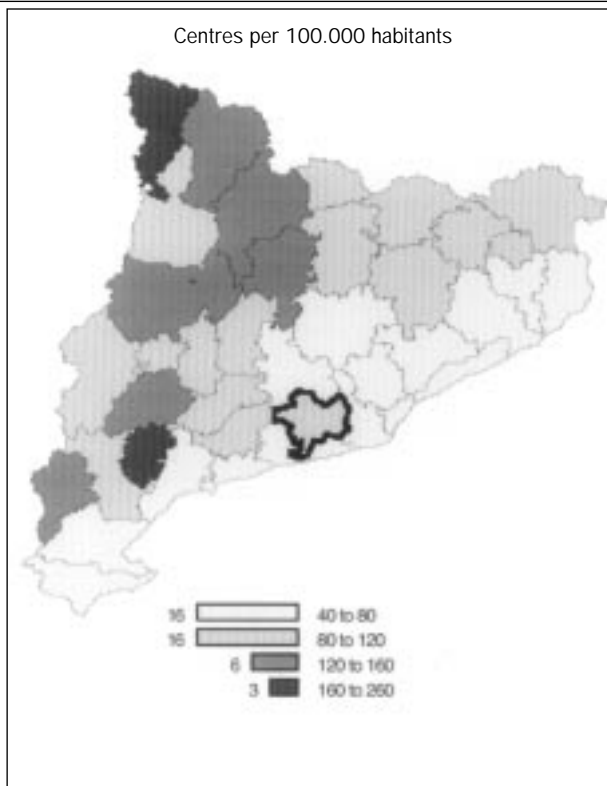 Centres per 100.000 habitants
16 40 to 80
16 80 to 120
6 120 to 160
3 160 to 260